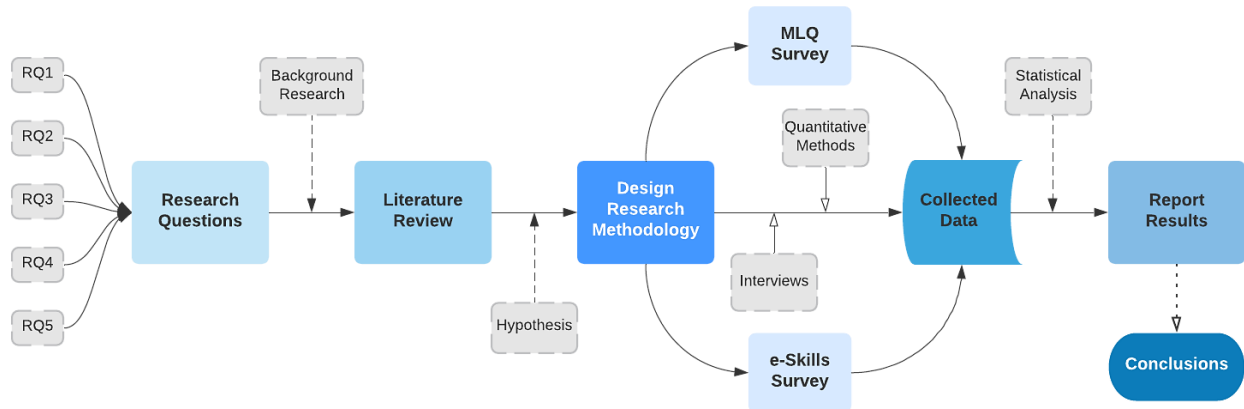 RQ1
RQ2
RQ3
RQ4
RQ5
Research
Questions
Background
Research
Literature
Review
Hypothesis
Design
Research
Methodology
MLQ
Survey
Quantitative
Methods
Interviews
e-Skills
Survey
Collected
Data
Statistical
Analysis
Report
Results
Conclusions